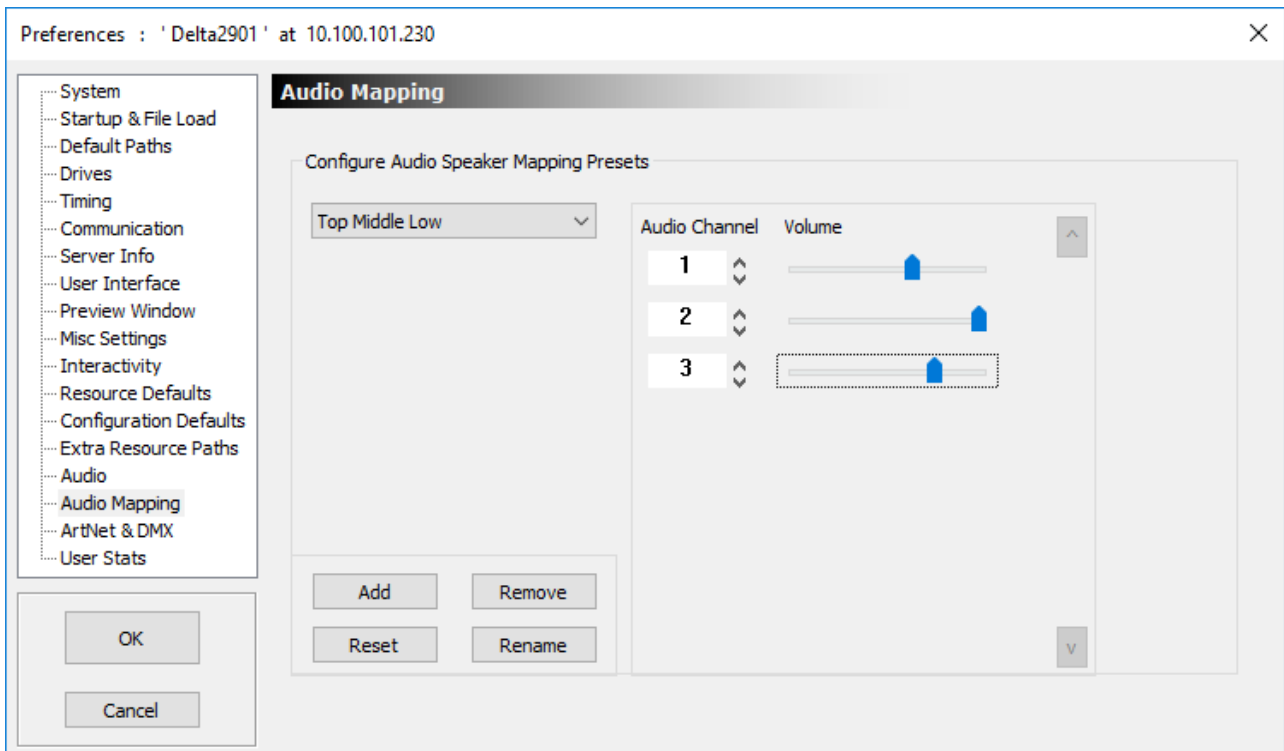 Preferences : ' Delta2901 ' at 10.100.101.230
System
Startup & File Load
Default Paths
Drives
Timing
Communication
Server Info
User Interface
Preview Window
Misc Settings
Interactivity
Resource Defaults
Configuration Defaults
Extra Resource Paths
Audio
Audio Mapping
ArtNet & DMX
User Stats
OK
Cancel
Audio Mapping
Configure Audio Speaker Mapping Presets
Top Middle Low
Add Remove
Reset Rename
Audio Channel Volume
1
2
3
^
v